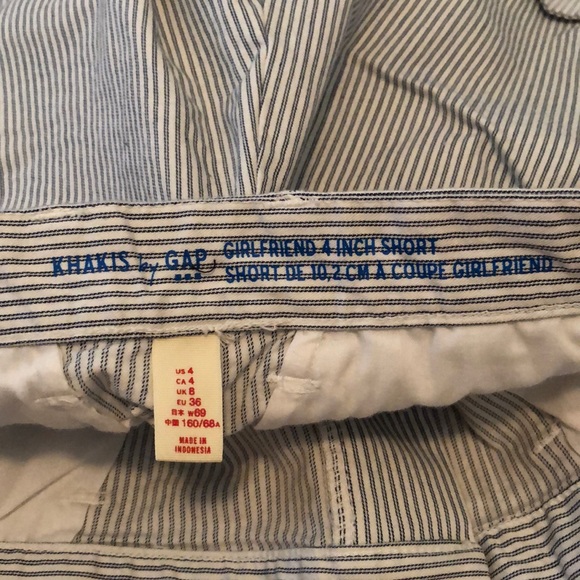 KHAKIS by GAP
GIRLFRIEND 4 INCH SHORT
SHORT DE 10,2 CM A COUPE GIRLFRIEND
US 4
CA 4
UK 8
EU 36
日本 W69
中國 160/68A
MADE IN
INDONESIA